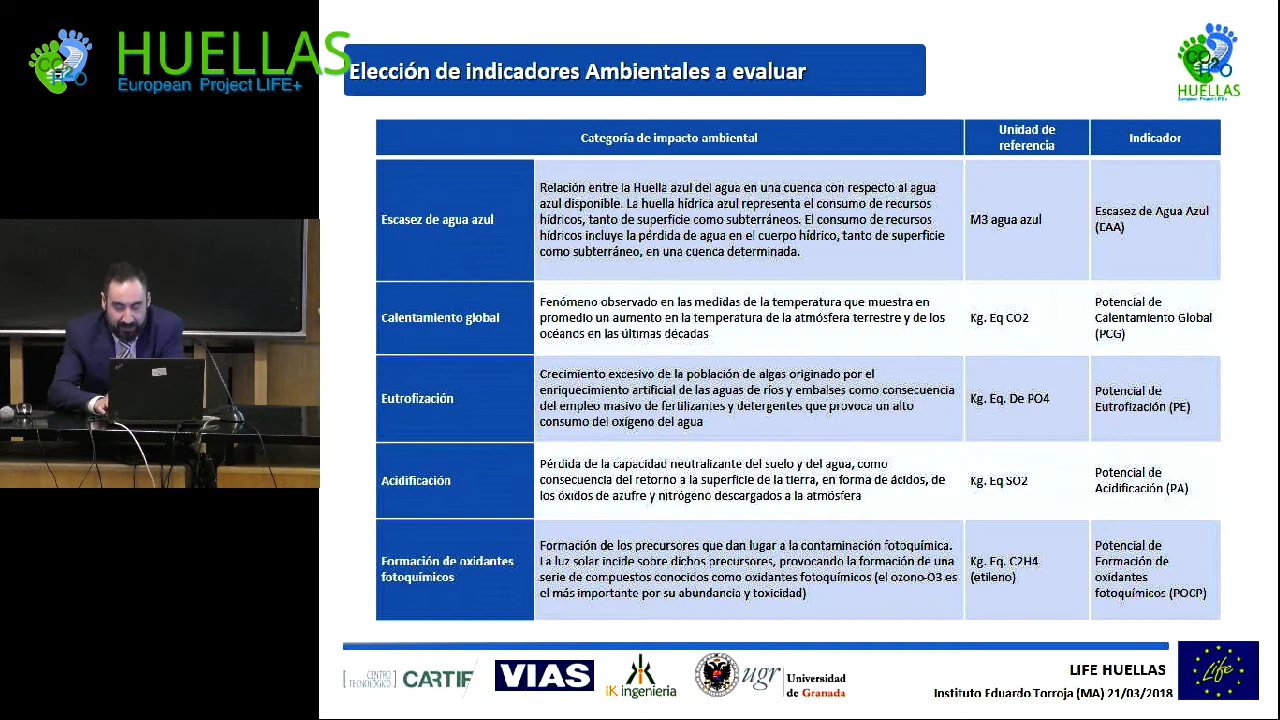 HUELLAS
European Project LIFE+
CO
H2O
Elección de indicadores Ambientales a evaluar
CO
H2O
HUELLAS
European Project LIFE+
Categoría de impacto ambiental
Unidad de
referencia
Indicador
Escasez de agua azul
Relación entre la Huella azul del agua en una cuenca con respecto al agua
azul disponible. La huella hídrica azul representa el consumo de recursos
hídricos, tanto de superficie como subterráneos. El consumo de recursos
hídricos incluye la pérdida de agua en el cuerpo hídrico, tanto de superficie
como subterráneo, en una cuenca determinada.
M3 agua azul
Escasez de Agua Azul
(EAA)
Calentamiento global
Fenómeno observado en las medidas de la temperatura que muestra en
promedio un aumento en la temperatura de la atmósfera terrestre y de los
océanos en las últimas décadas
Kg. Eq CO2
Potencial de
Calentamiento Global
(PCG)
Eutrofización
Crecimiento excesivo de la población de algas originado por el
enriquecimiento artificial de las aguas de ríos y embalses como consecuencia
del empleo masivo de fertilizantes y detergentes que provoca un alto
consumo del oxígeno del agua
Kg. Eq. De PO4
Potencial de
Eutrofización (PE)
Acidificación
Pérdida de la capacidad neutralizante del suelo y del agua, como
consecuencia del retorno a la superficie de la tierra, en forma de ácidos, de
los óxidos de azufre y nitrógeno descargados a la atmósfera
Kg. Eq SO2
Potencial de
Acidificación (PA)
Formación de oxidantes
fotoquímicos
Formación de los precursores que dan lugar a la contaminación fotoquímica.
La luz solar incide sobre dichos precursores, provocando la formación de una
serie de compuestos conocidos como oxidantes fotoquímicos (el ozono-O3 es
el más importante por su abundancia y toxicidad)
Kg. Eq. C2H4
(etileno)
Potencial de
Formación de
oxidantes
fotoquímicos (POCP)
CENTRO
TECNOLÓGICO
CARTIF
VIAS
iK ingenieria
ugr
Universidad
de Granada
LIFE HUELLAS
Instituto Eduardo Torroja (MA) 21/03/2018
Life